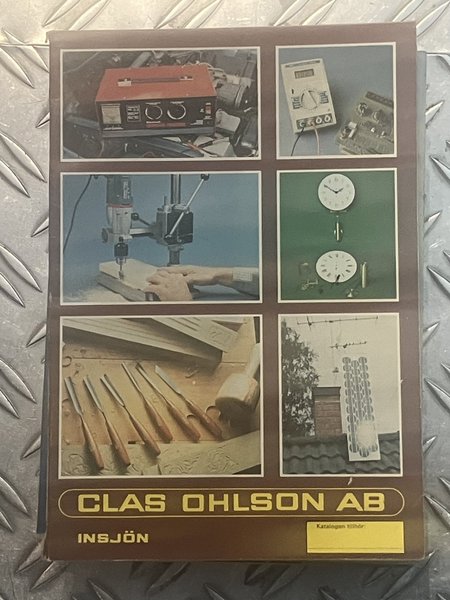 CLAS OHLSON AB
INSJÖN
Katalogen tillhör: